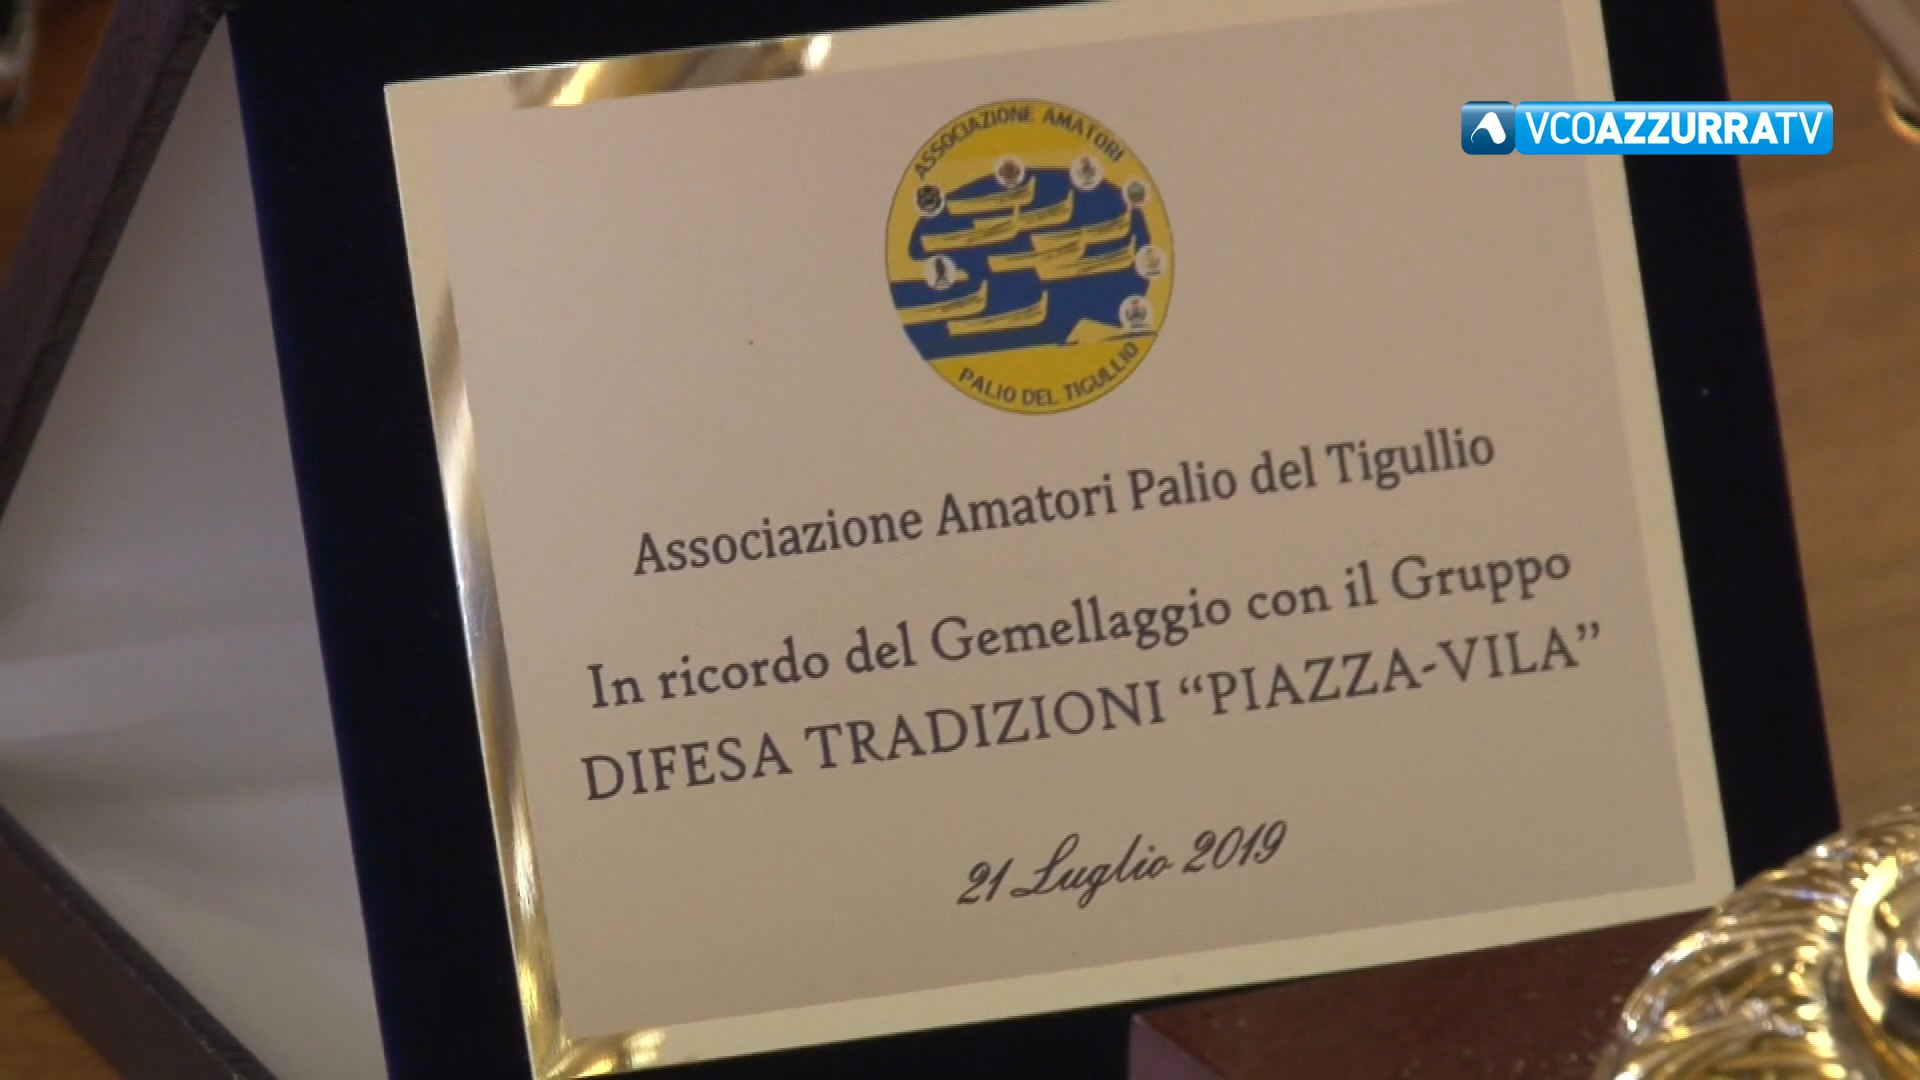 VCOAZZURRATV
ASSOCIAZIONE AMATORI
PALIO DEL TIGULLIO
Associazione Amatori Palio del Tigullio
In ricordo del Gemellaggio con il Gruppo
DIFESA TRADIZIONI “PIAZZA-VILA”
21 Luglio 2019